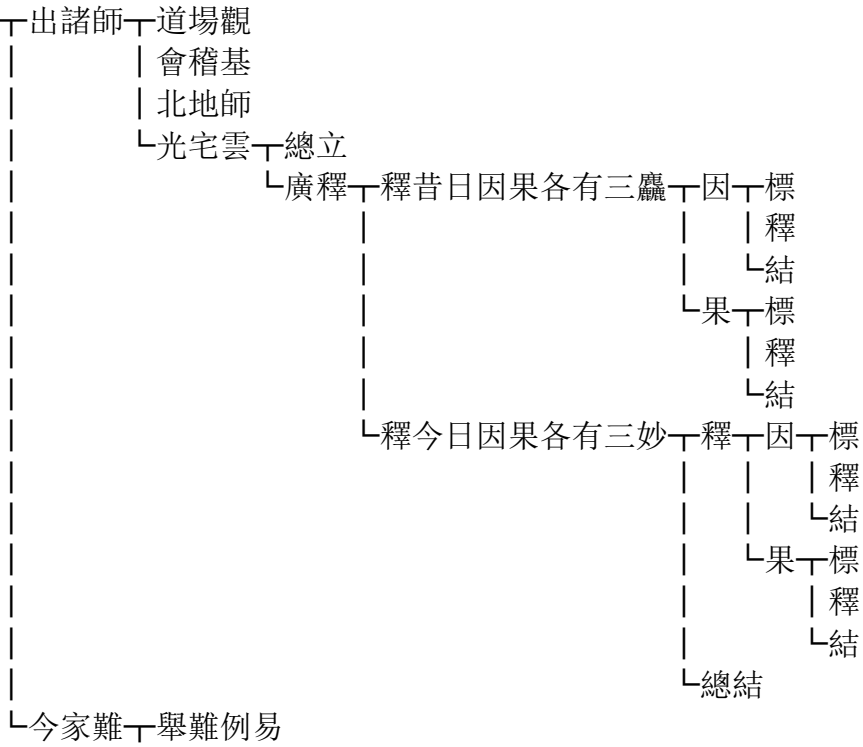 出諸師 道場觀
會稽基
北地師
光宅雲 總立
廣釋 釋昔日因果各有三麤 因 標
釋
結
果 標
釋
結
釋今日因果各有三妙 釋 因 標
釋
結
果 標
釋
結
總結
今家難 舉難例易